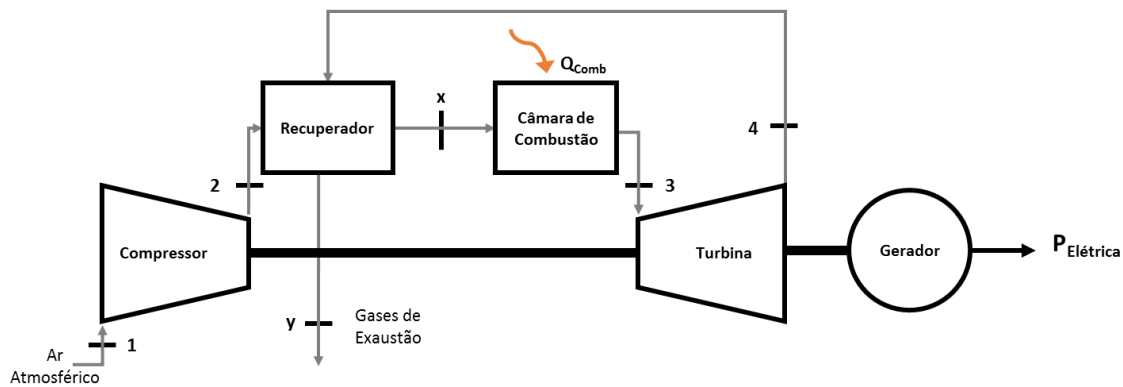 Q_Comb
x
Recuperador
Câmara de
Combustão
4
2
3
Compressor
Turbina
Gerador
P_Elétrica
y
Gases de
Exaustão
1
Ar
Atmosférico